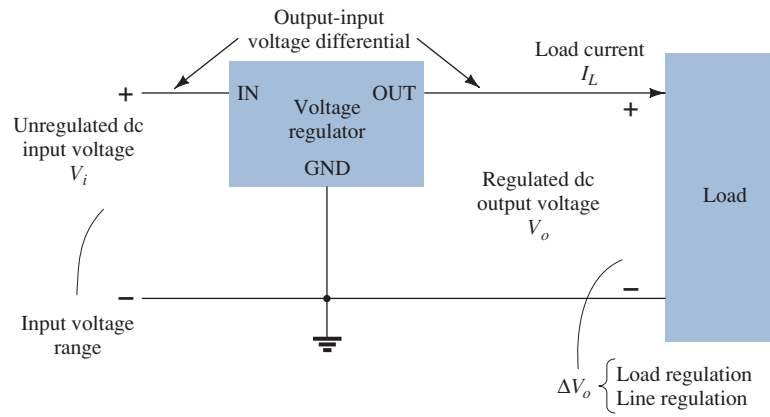 Output-input
voltage differential
Load current
I_L
+
IN
OUT
+
Voltage
regulator
Unregulated dc
input voltage
V_i
GND
Regulated dc
output voltage
V_o
Load
–
–
Input voltage
range
ΔV_o { Load regulation
Line regulation